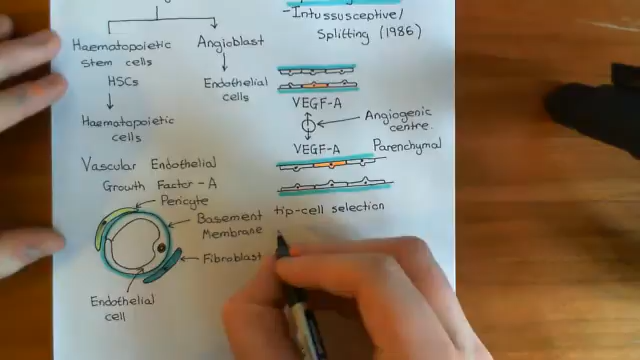 Haematopoietic
stem cells
HSCs
Haematopoietic
cells
Angioblast
Endothelial
cells
Vascular Endothelial
Growth Factor-A
Pericyte
Basement
Membrane
Fibroblast
Endothelial
cell
-Intussusceptive/
Splitting (1986)
VEGF-A
Angiogenic
centre.
VEGF-A
Parenchymal
tip-cell selection